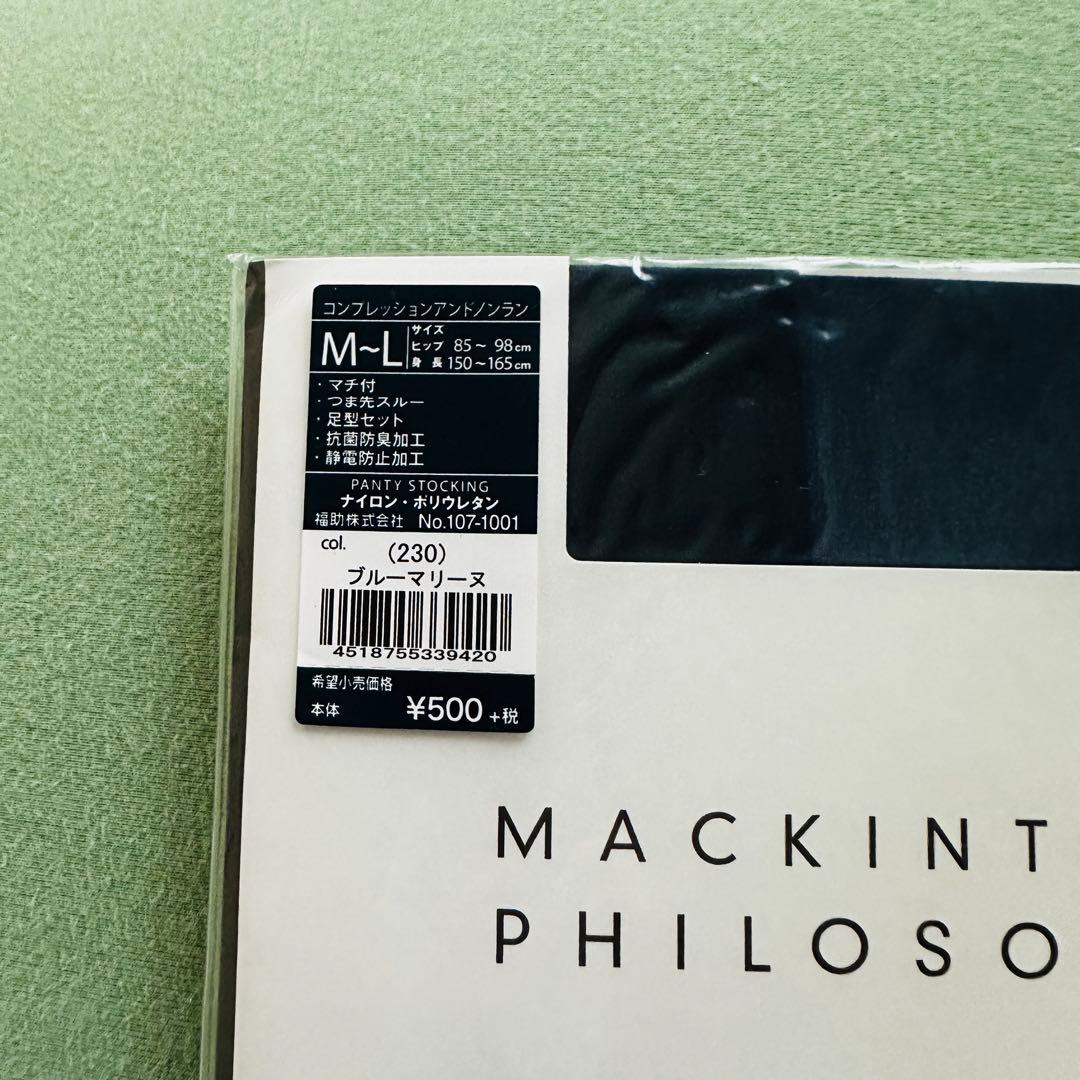 コンプレッションアンドノンラン
M~L
サイズ
ヒップ 85~ 98cm
身長 150~165cm
・マチ付
・つま先スルー
・足型セット
・抗菌防臭加工
・静電防止加工
PANTY STOCKING
ナイロン・ポリウレタン
福助株式会社 No.107-1001
col. (230)
ブルーマリーヌ
4518755339420
希望小売価格
本体 ¥500 +税
MACKINT
PHILOSO